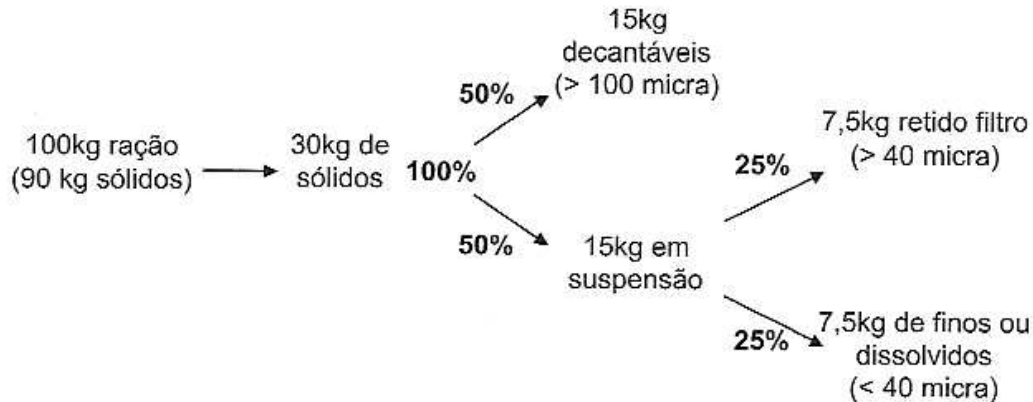 100kg ração
(90 kg sólidos)
30kg de
sólidos
100%
50%
15kg
decantáveis
(> 100 micra)
50%
15kg em
suspensão
25%
7,5kg retido filtro
(> 40 micra)
25%
7,5kg de finos ou
dissolvidos
(< 40 micra)